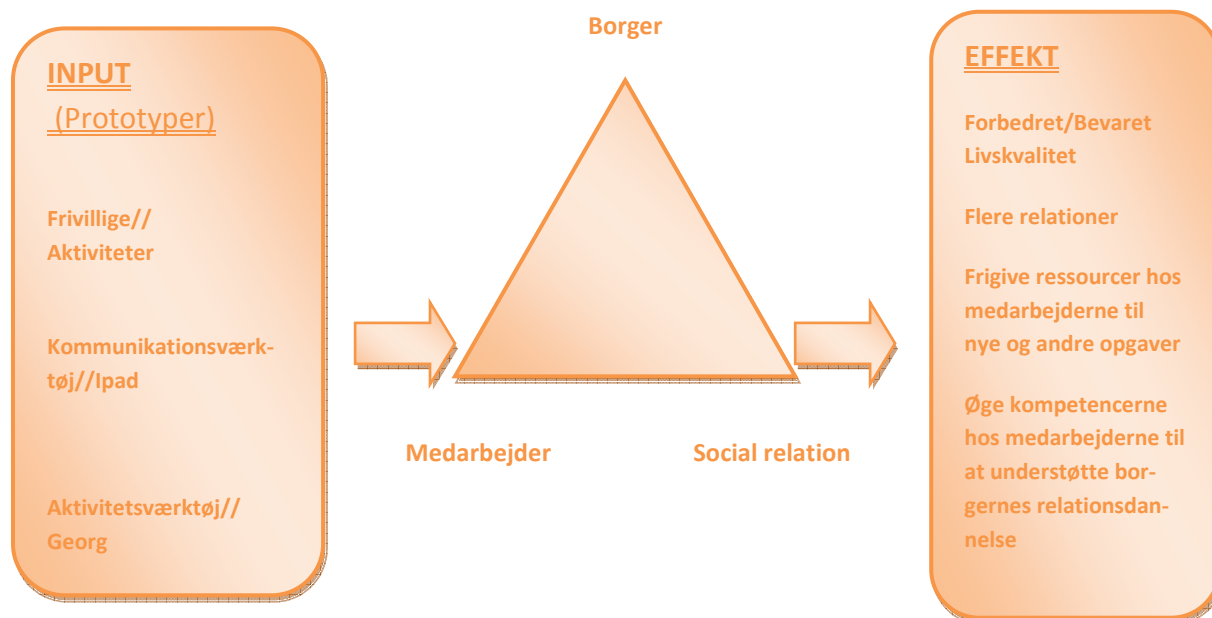 INPUT
(Prototyper)
Frivillige//
Aktiviteter
Kommunikationsværk-
tøj//Ipad
Aktivitetsværktøj//
Georg
Borger
Medarbejder
Social relation
EFFEKT
Forbedret/Bevaret
Livskvalitet
Flere relationer
Frigive ressourcer hos
medarbejderne til
nye og andre opgaver
Øge kompetencerne
hos medarbejderne til
at understøtte bor-
gernes relationsdan-
nelse